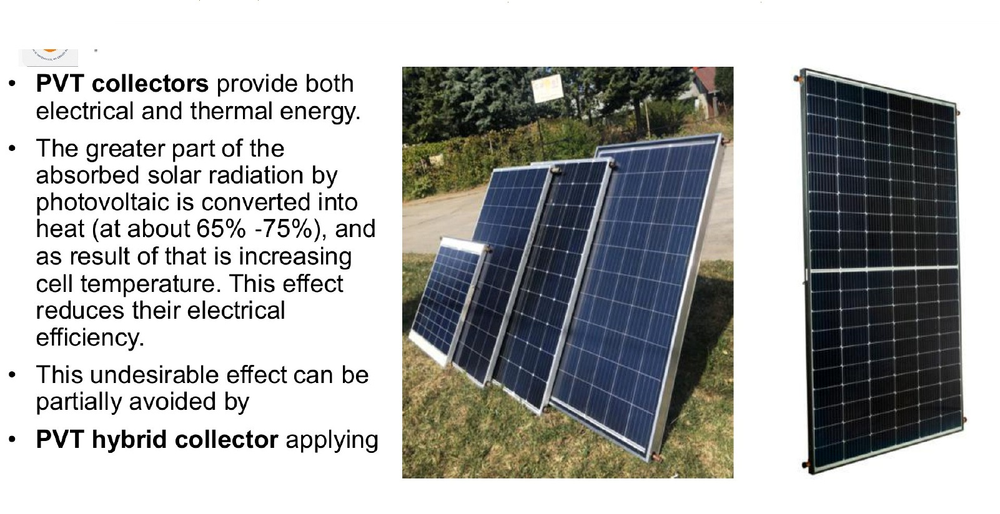 • PVT collectors provide both
electrical and thermal energy.
• The greater part of the
absorbed solar radiation by
photovoltaic is converted into
heat (at about 65% -75%), and
as result of that is increasing
cell temperature. This effect
reduces their electrical
efficiency.
• This undesirable effect can be
partially avoided by
• PVT hybrid collector applying